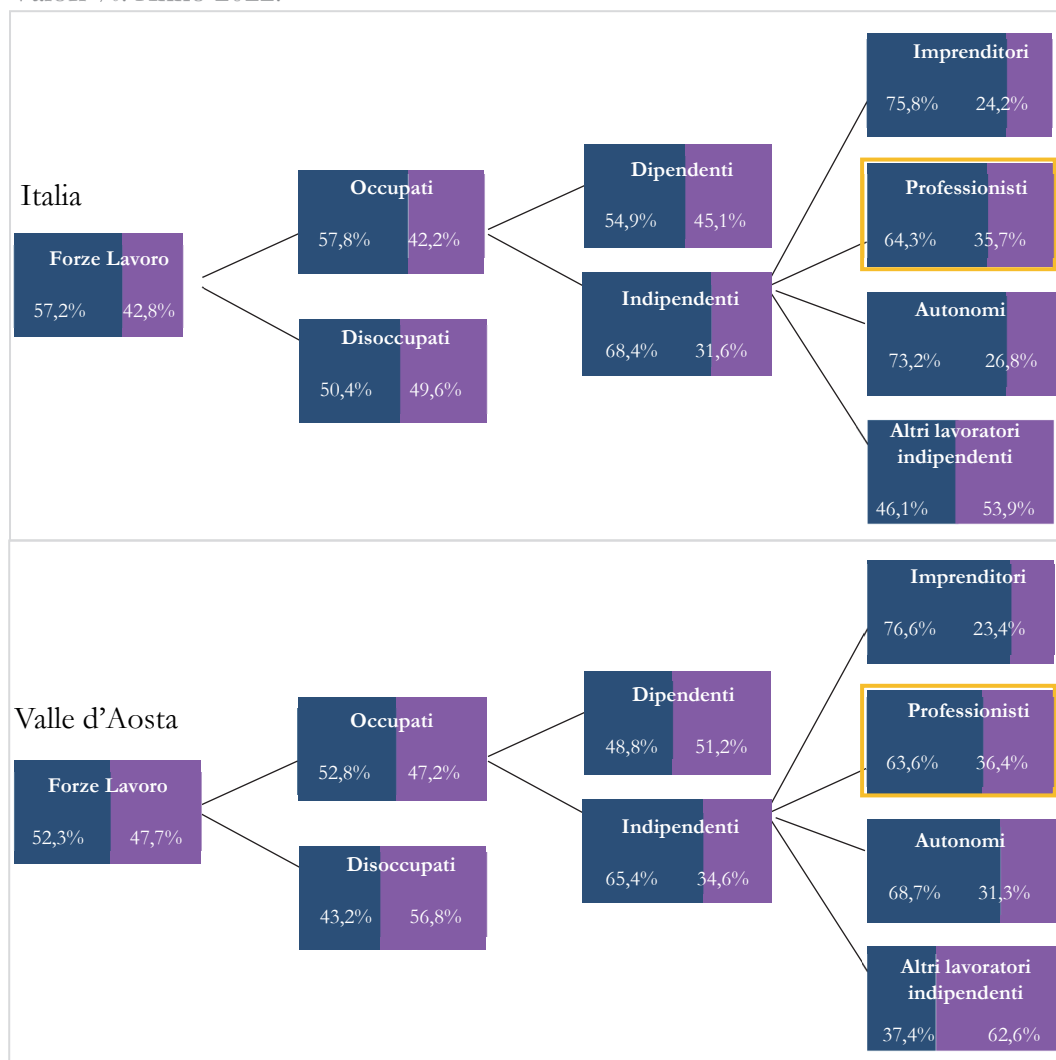 Italia
Forze Lavoro
57,2% 42,8%
Occupati
57,8% 42,2%
Disoccupati
50,4% 49,6%
Dipendenti
54,9% 45,1%
Indipendenti
68,4% 31,6%
Imprenditori
75,8% 24,2%
Professionisti
64,3% 35,7%
Autonomi
73,2% 26,8%
Altri lavoratori
indipendenti
46,1% 53,9%
Valle d’Aosta
Forze Lavoro
52,3% 47,7%
Occupati
52,8% 47,2%
Disoccupati
43,2% 56,8%
Dipendenti
48,8% 51,2%
Indipendenti
65,4% 34,6%
Imprenditori
76,6% 23,4%
Professionisti
63,6% 36,4%
Autonomi
68,7% 31,3%
Altri lavoratori
indipendenti
37,4% 62,6%